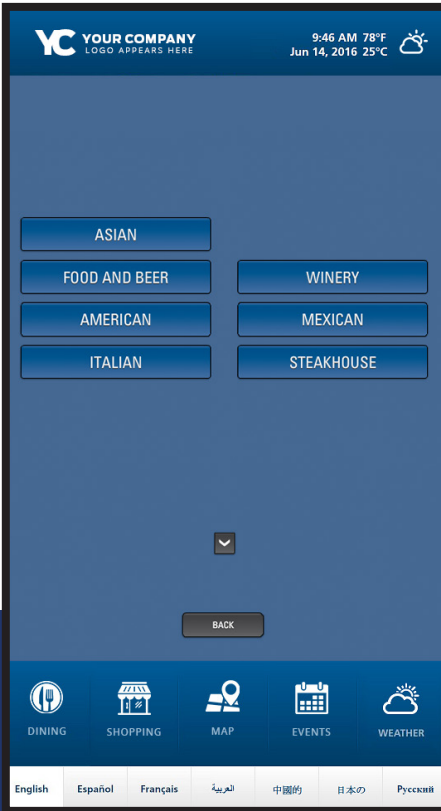 YC YOUR COMPANY
LOGO APPEARS HERE
9:46 AM 78°F
Jun 14, 2016 25°C
ASIAN
FOOD AND BEER
WINERY
AMERICAN
MEXICAN
ITALIAN
STEAKHOUSE
BACK
DINING
SHOPPING
MAP
EVENTS
WEATHER
English Español Français العربية 中國的 日本の Русский